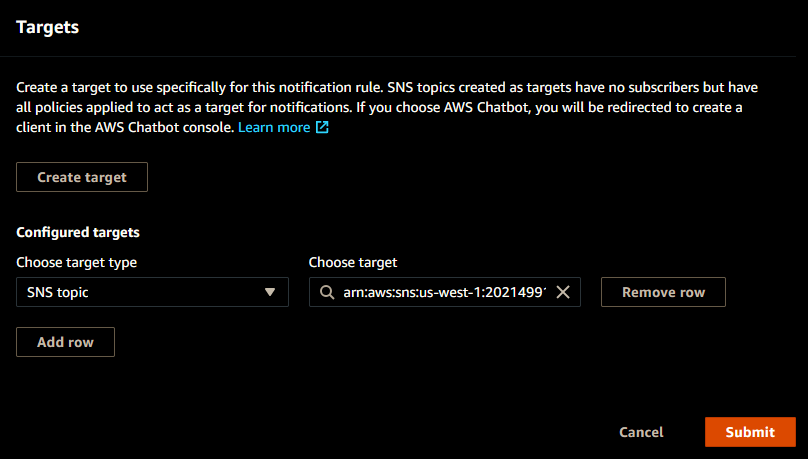 Targets
Create a target to use specifically for this notification rule. SNS topics created as targets have no subscribers but have
all policies applied to act as a target for notifications. If you choose AWS Chatbot, you will be redirected to create a
client in the AWS Chatbot console. Learn more
Create target
Configured targets
Choose target type Choose target
SNS topic arn:aws:sns:us-west-1:20214991 Remove row
Add row
Cancel Submit